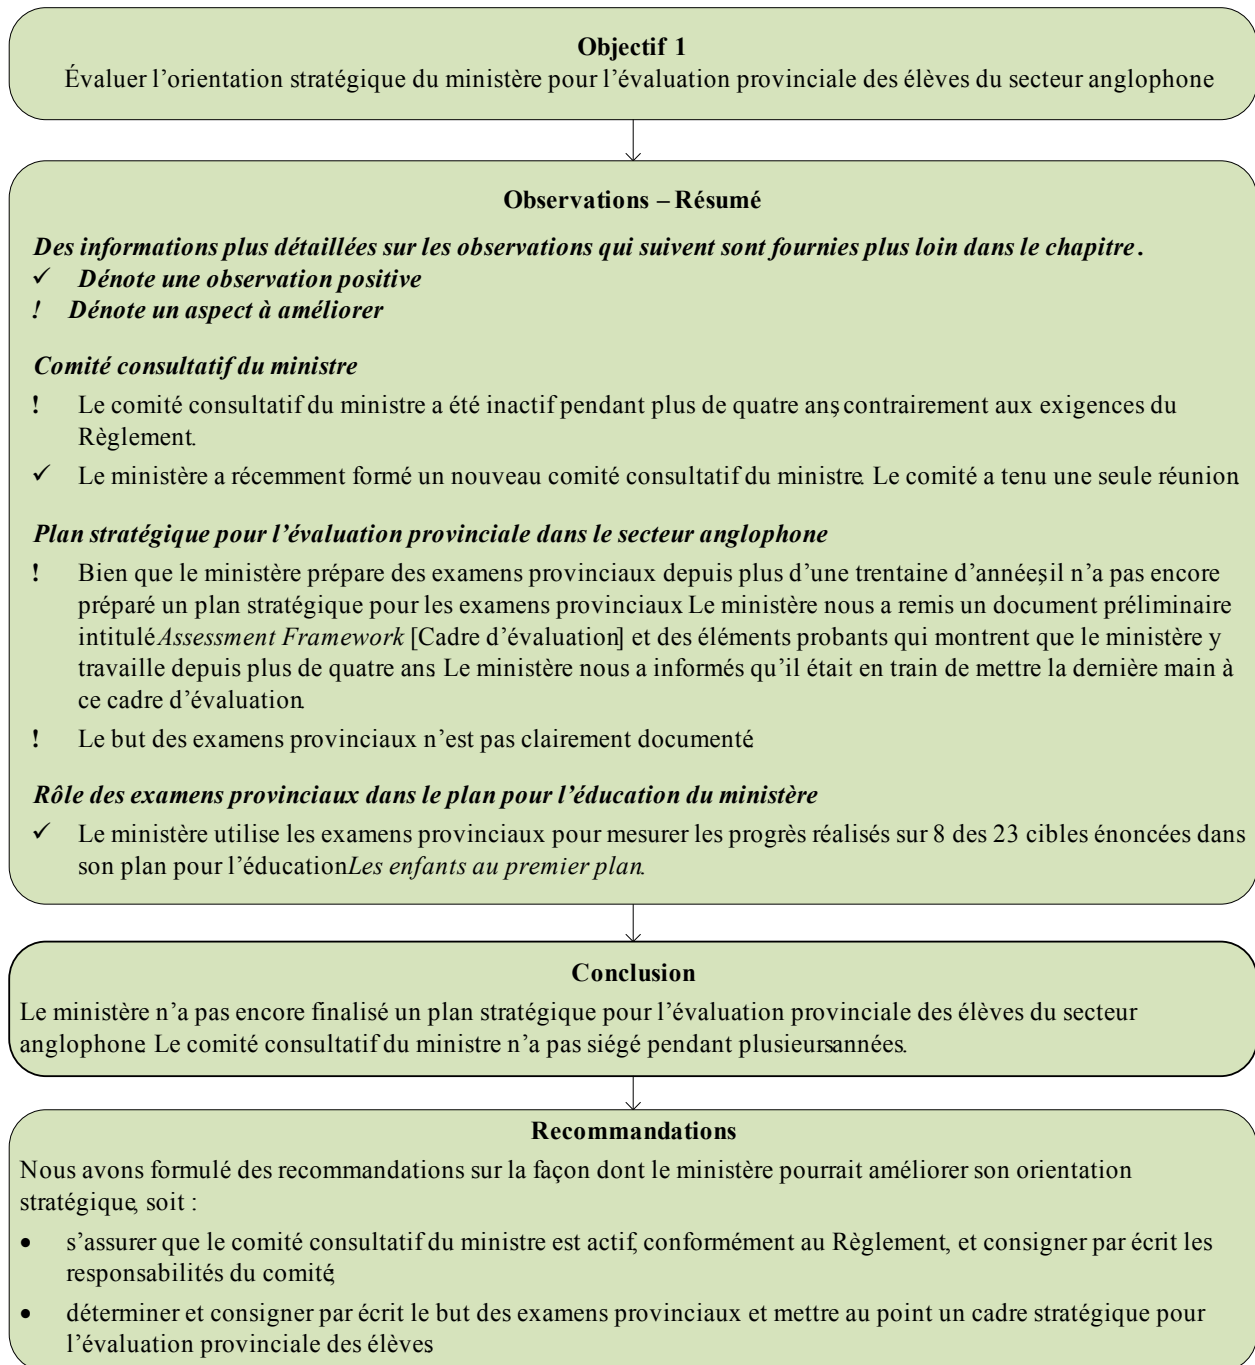 Objectif 1
Évaluer l'orientation stratégique du ministère pour l'évaluation provinciale des élèves du secteur anglophone
Observations – Résumé
Des informations plus détaillées sur les observations qui suivent sont fournies plus loin dans le chapitre.
✓ Dénote une observation positive
! Dénote un aspect à améliorer
Comité consultatif du ministre
! Le comité consultatif du ministre a été inactif pendant plus de quatre ans, contrairement aux exigences du
Règlement.
✓ Le ministère a récemment formé un nouveau comité consultatif du ministre. Le comité a tenu une seule réunion
Plan stratégique pour l'évaluation provinciale dans le secteur anglophone
! Bien que le ministère prépare des examens provinciaux depuis plus d'une trentaine d'années, il n'a pas encore
préparé un plan stratégique pour les examens provinciaux. Le ministère nous a remis un document préliminaire
intitulé Assessment Framework [Cadre d'évaluation] et des éléments probants qui montrent que le ministère y
travaille depuis plus de quatre ans. Le ministère nous a informés qu'il était en train de mettre la dernière main à
ce cadre d'évaluation.
! Le but des examens provinciaux n'est pas clairement documenté.
Rôle des examens provinciaux dans le plan pour l'éducation du ministère
✓ Le ministère utilise les examens provinciaux pour mesurer les progrès réalisés sur 8 des 23 cibles énoncées dans
son plan pour l'éducation Les enfants au premier plan.
Conclusion
Le ministère n'a pas encore finalisé un plan stratégique pour l'évaluation provinciale des élèves du secteur
anglophone. Le comité consultatif du ministre n'a pas siégé pendant plusieurs années.
Recommandations
Nous avons formulé des recommandations sur la façon dont le ministère pourrait améliorer son orientation
stratégique, soit :
• s'assurer que le comité consultatif du ministre est actif, conformément au Règlement, et consigner par écrit les
responsabilités du comité;
• déterminer et consigner par écrit le but des examens provinciaux et mettre au point un cadre stratégique pour
l'évaluation provinciale des élèves.